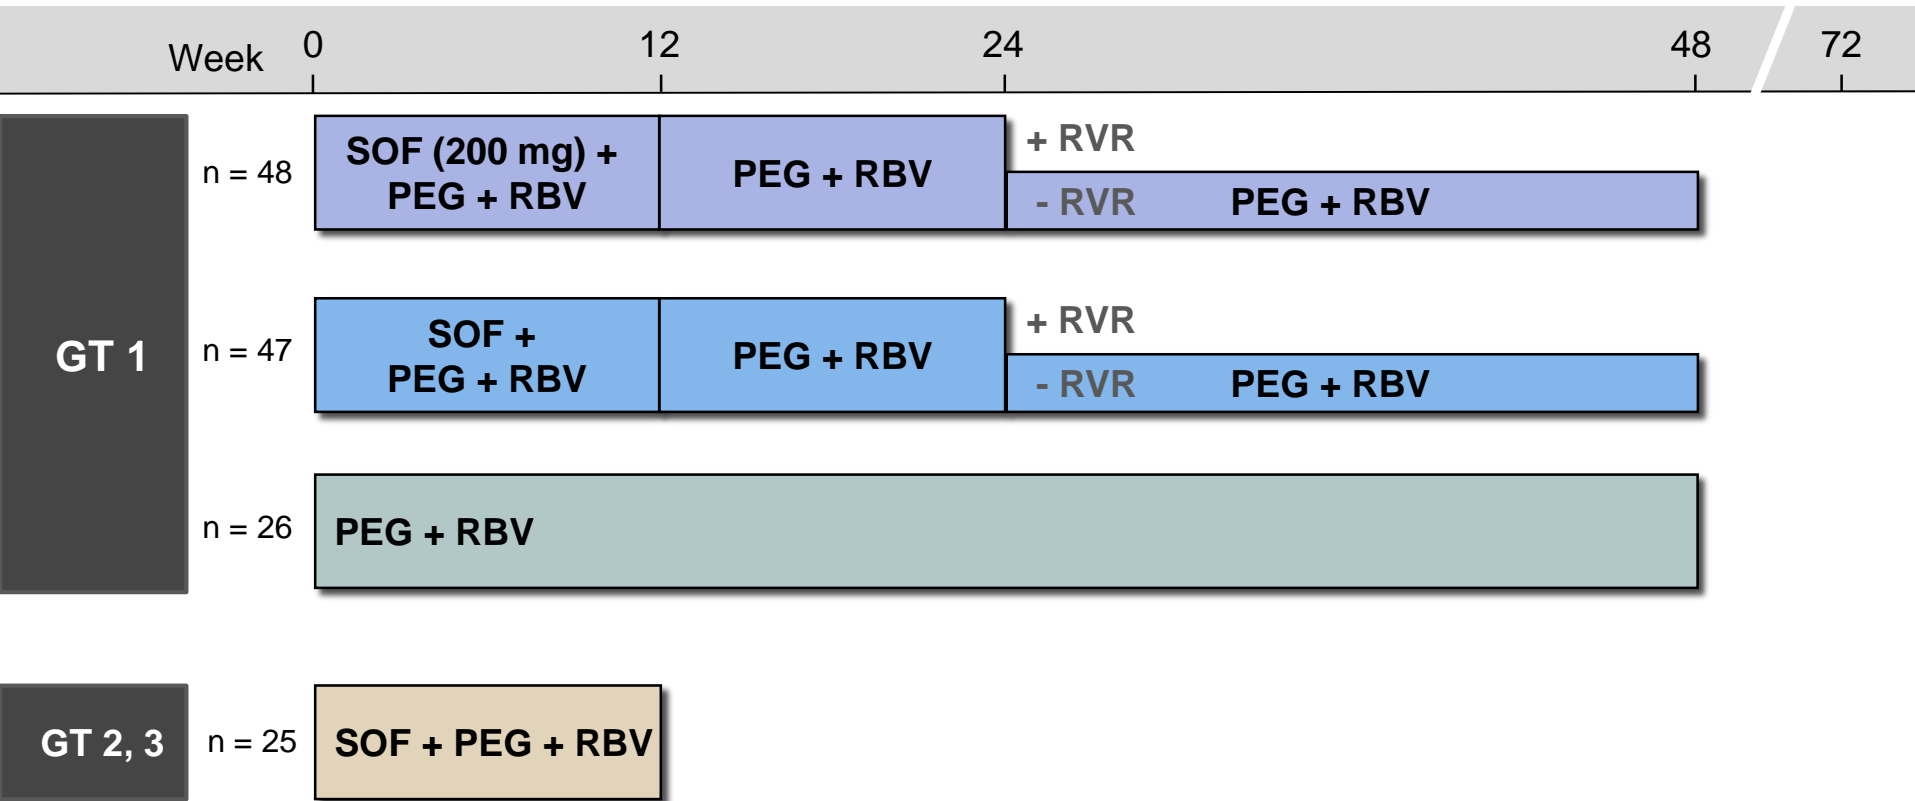 Week 0 12 24 48 72
GT 1
n = 48
SOF (200 mg) +
PEG + RBV
PEG + RBV
+ RVR
- RVR PEG + RBV
n = 47
SOF +
PEG + RBV
PEG + RBV
+ RVR
- RVR PEG + RBV
n = 26
PEG + RBV
GT 2, 3
n = 25
SOF + PEG + RBV